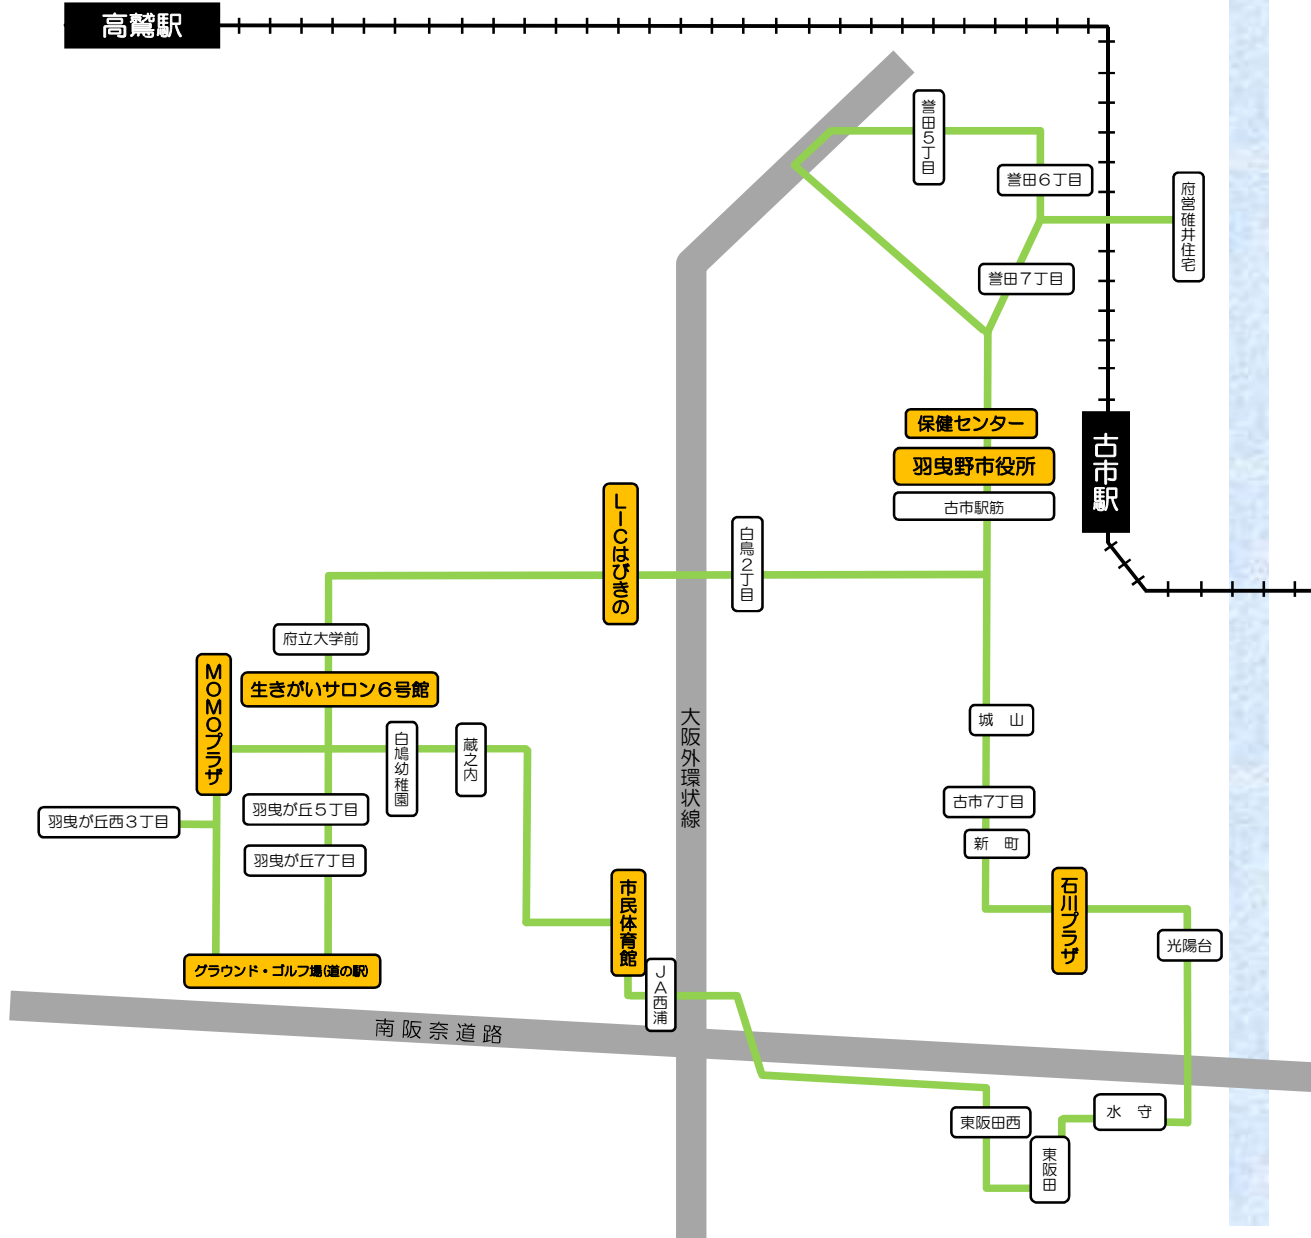 高鷲駅
誉田5丁目
誉田6丁目
府営碓井住宅
誉田7丁目
保健センター
羽曳野市役所
古市駅筋
古市駅
LICはびきの
白鳥2丁目
府立大学前
MOMOプラザ
生きがいサロン6号館
白鳩幼稚園
蔵之内
大阪外環状線
城 山
羽曳が丘西3丁目
羽曳が丘5丁目
古市7丁目
新 町
羽曳が丘7丁目
市民体育館
石川プラザ
光陽台
グラウンド・ゴルフ場(道の駅)
JA西浦
南阪奈道路
水 守
東阪田西
東阪田